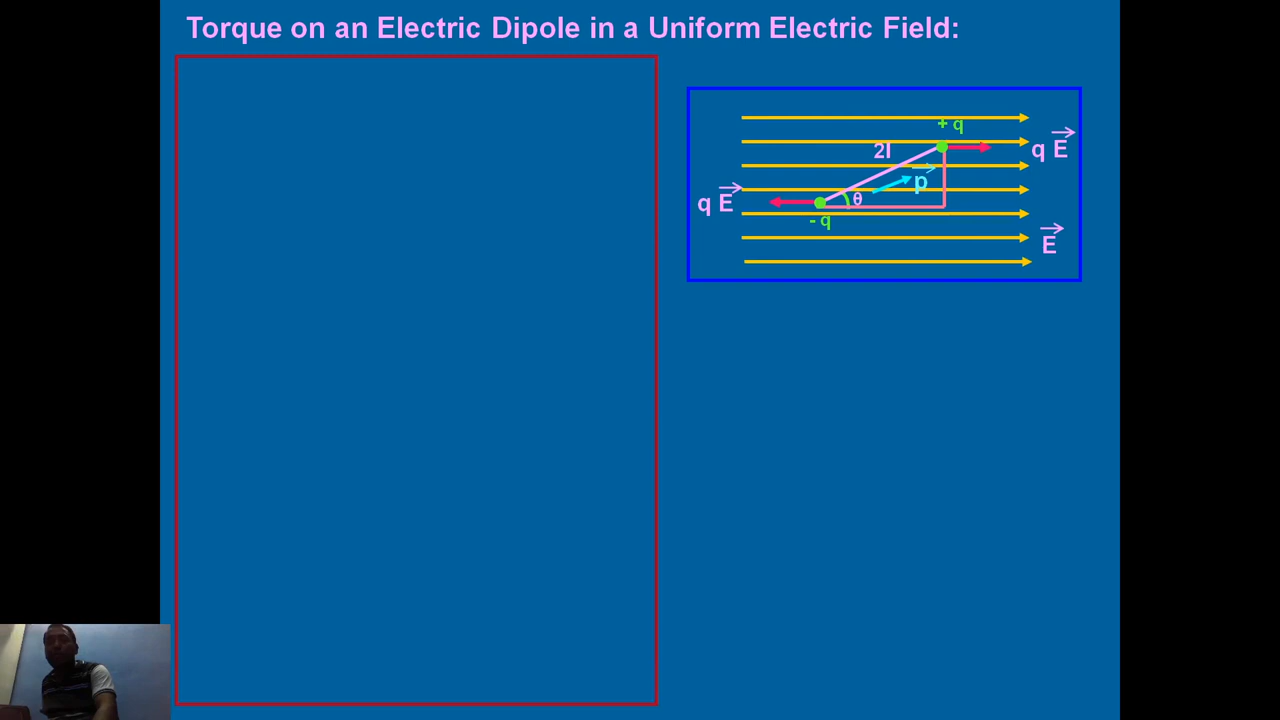 Torque on an Electric Dipole in a Uniform Electric Field:
+ q
2l
q E
p
q E
θ
- q
E